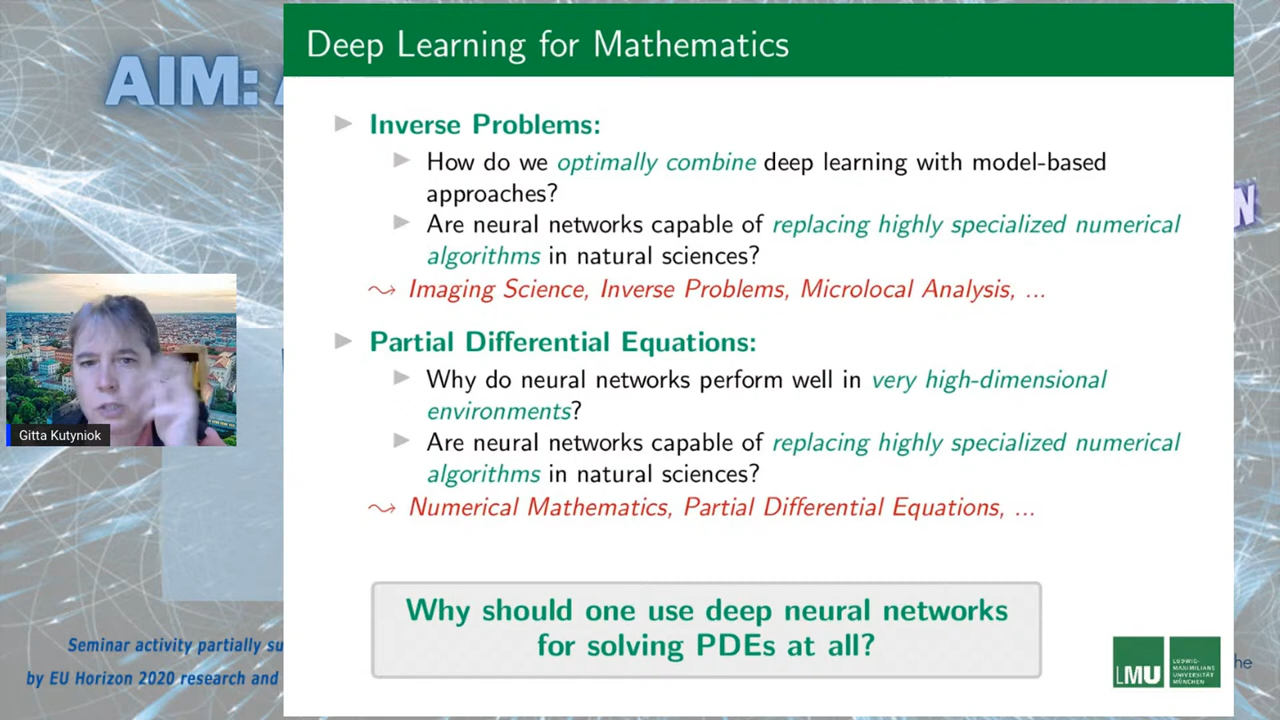 Deep Learning for Mathematics
AIM:
Inverse Problems:
How do we optimally combine deep learning with model-based
approaches?
Are neural networks capable of replacing highly specialized numerical
algorithms in natural sciences?
⤳ Imaging Science, Inverse Problems, Microlocal Analysis, ...
Partial Differential Equations:
Why do neural networks perform well in very high-dimensional
environments?
Are neural networks capable of replacing highly specialized numerical
algorithms in natural sciences?
⤳ Numerical Mathematics, Partial Differential Equations, ...
Why should one use deep neural networks
for solving PDEs at all?
Gitta Kutyniok
Seminar activity partially su
by EU Horizon 2020 research and
LMU
LUDWIG-
MAXIMILIANS
UNIVERSITÄT
MÜNCHEN
he
N